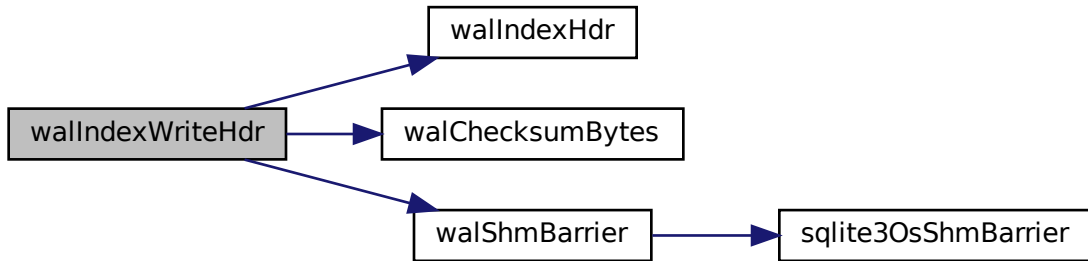 walIndexHdr
walIndexWriteHdr
walChecksumBytes
walShmBarrier
sqlite3OsShmBarrier